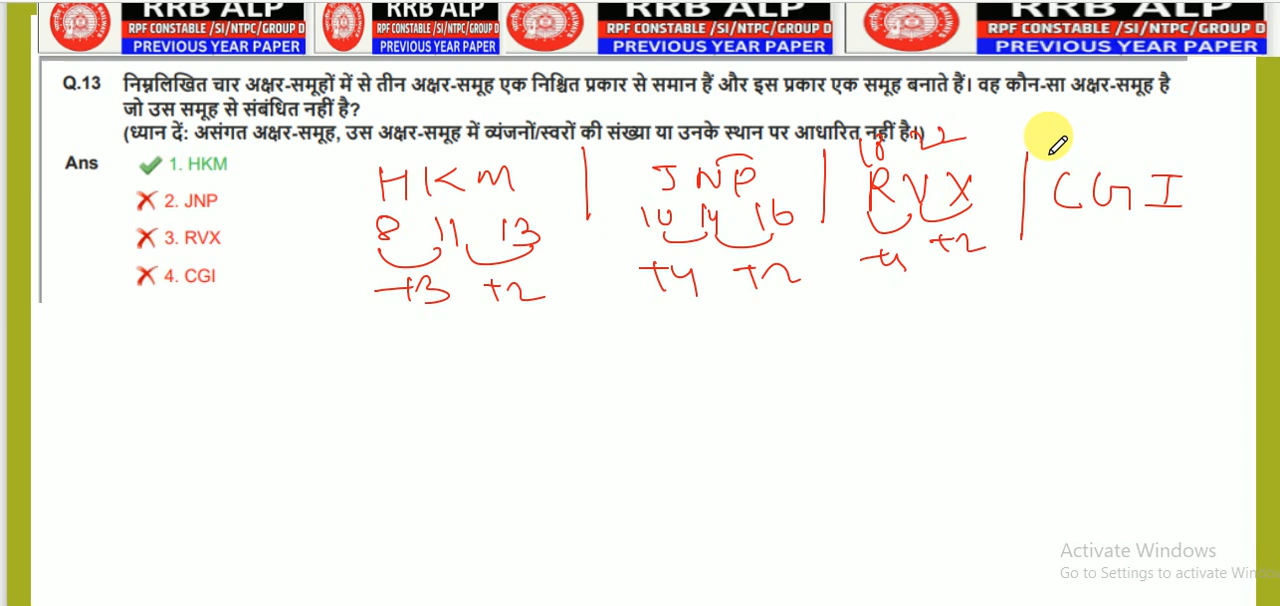 RRB ALP RRB ALP RRB ALP RRB ALP
RPF CONSTABLE /SI/NTPC/GROUP D RPF CONSTABLE /SI/NTPC/GROUP D RPF CONSTABLE /SI/NTPC/GROUP D RPF CONSTABLE /SI/NTPC/GROUP D
PREVIOUS YEAR PAPER PREVIOUS YEAR PAPER PREVIOUS YEAR PAPER PREVIOUS YEAR PAPER
Q.13 निम्नलिखित चार अक्षर-समूहों में से तीन अक्षर-समूह एक निश्चित प्रकार से समान हैं और इस प्रकार एक समूह बनाते हैं। वह कौन-सा अक्षर-समूह है
जो उस समूह से संबंधित नहीं है?
(ध्यान दें: असंगत अक्षर-समूह, उस अक्षर-समूह में व्यंजनों/स्वरों की संख्या या उनके स्थान पर आधारित नहीं है।)
Ans 1. HKM
2. JNP
3. RVX
4. CGI
HKM | JNP | RVX | CGI
18 22
8 11 13 10 14 16
+3 +2 +4 +2 +4 +2
Activate Windows
Go to Settings to activate Windo